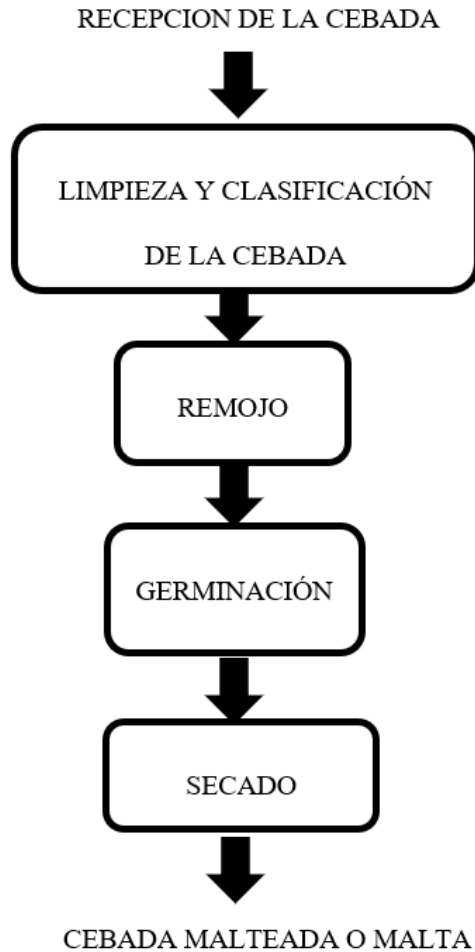 RECEPCION DE LA CEBADA
LIMPIEZA Y CLASIFICACIÓN
DE LA CEBADA
REMOJO
GERMINACIÓN
SECADO
CEBADA MALTEADA O MALTA